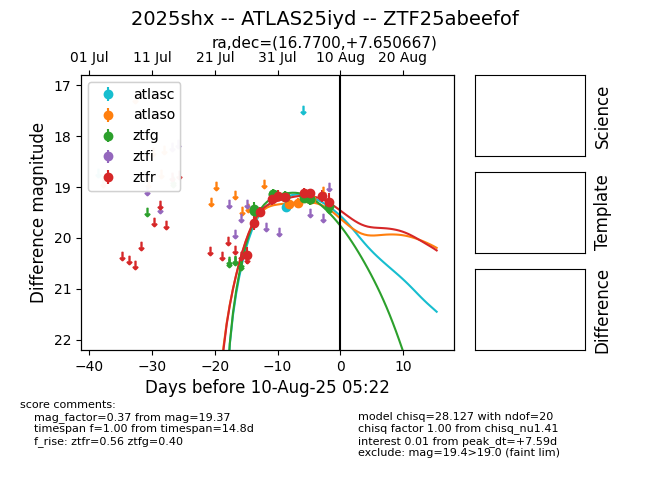 2025shx -- ATLAS25iyd -- ZTF25abeefof
ra,dec=(16.7700,+7.650667)
01 Jul 11 Jul 21 Jul 31 Jul 10 Aug 20 Aug
17
18
19
20
21
22
Difference magnitude
atlasc
atlaso
ztfg
ztfi
ztfr
−40 −30 −20 −10 0 10
Days before 10-Aug-25 05:22
Science
Template
Difference
score comments:
mag_factor=0.37 from mag=19.37
timespan f=1.00 from timespan=14.8d
f_rise: ztfr=0.56 ztfg=0.40
model chisq=28.127 with ndof=20
chisq factor 1.00 from chisq_nu1.41
interest 0.01 from peak_dt=+7.59d
exclude: mag=19.4>19.0 (faint lim)